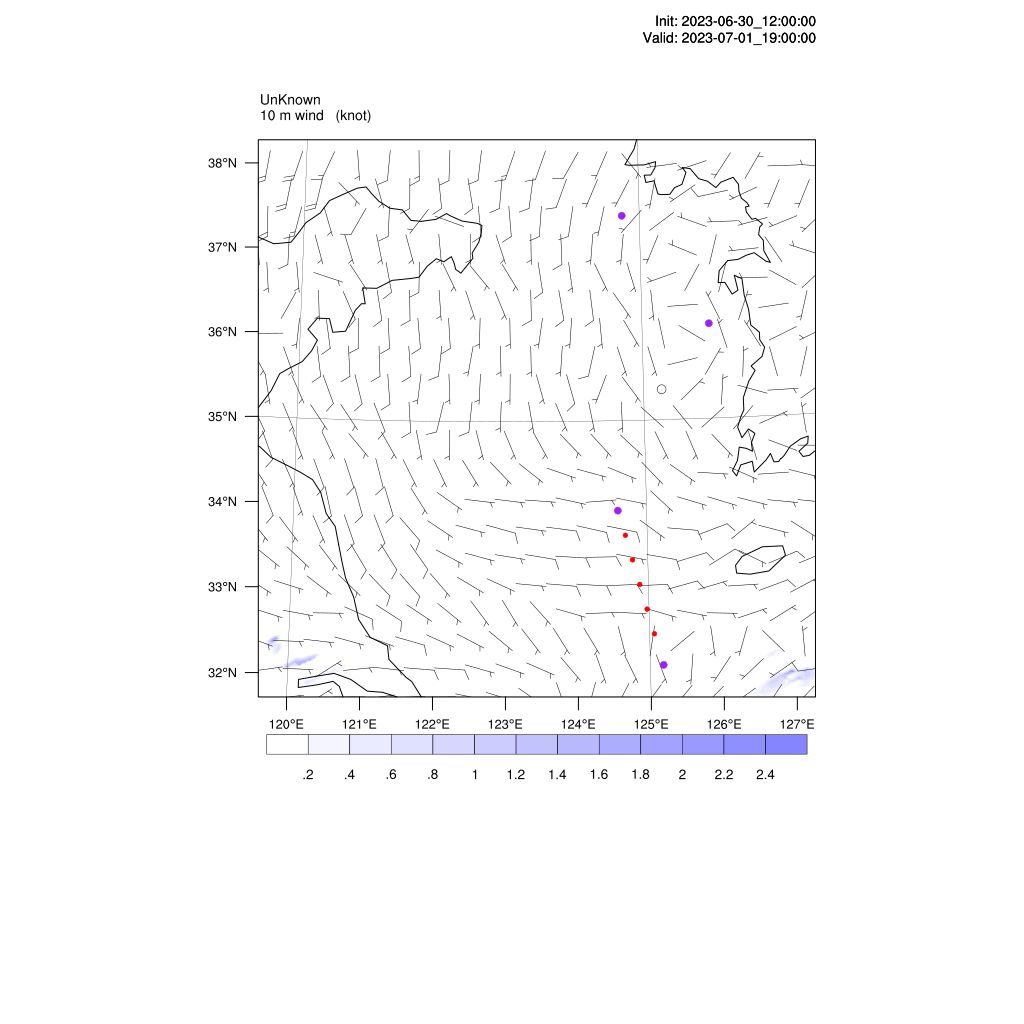 Init: 2023-06-30_12:00:00
Valid: 2023-07-01_19:00:00
UnKnown
10 m wind (knot)
38°N
37°N
36°N
35°N
34°N
33°N
32°N
120°E 121°E 122°E 123°E 124°E 125°E 126°E 127°E
.2 .4 .6 .8 1 1.2 1.4 1.6 1.8 2 2.2 2.4